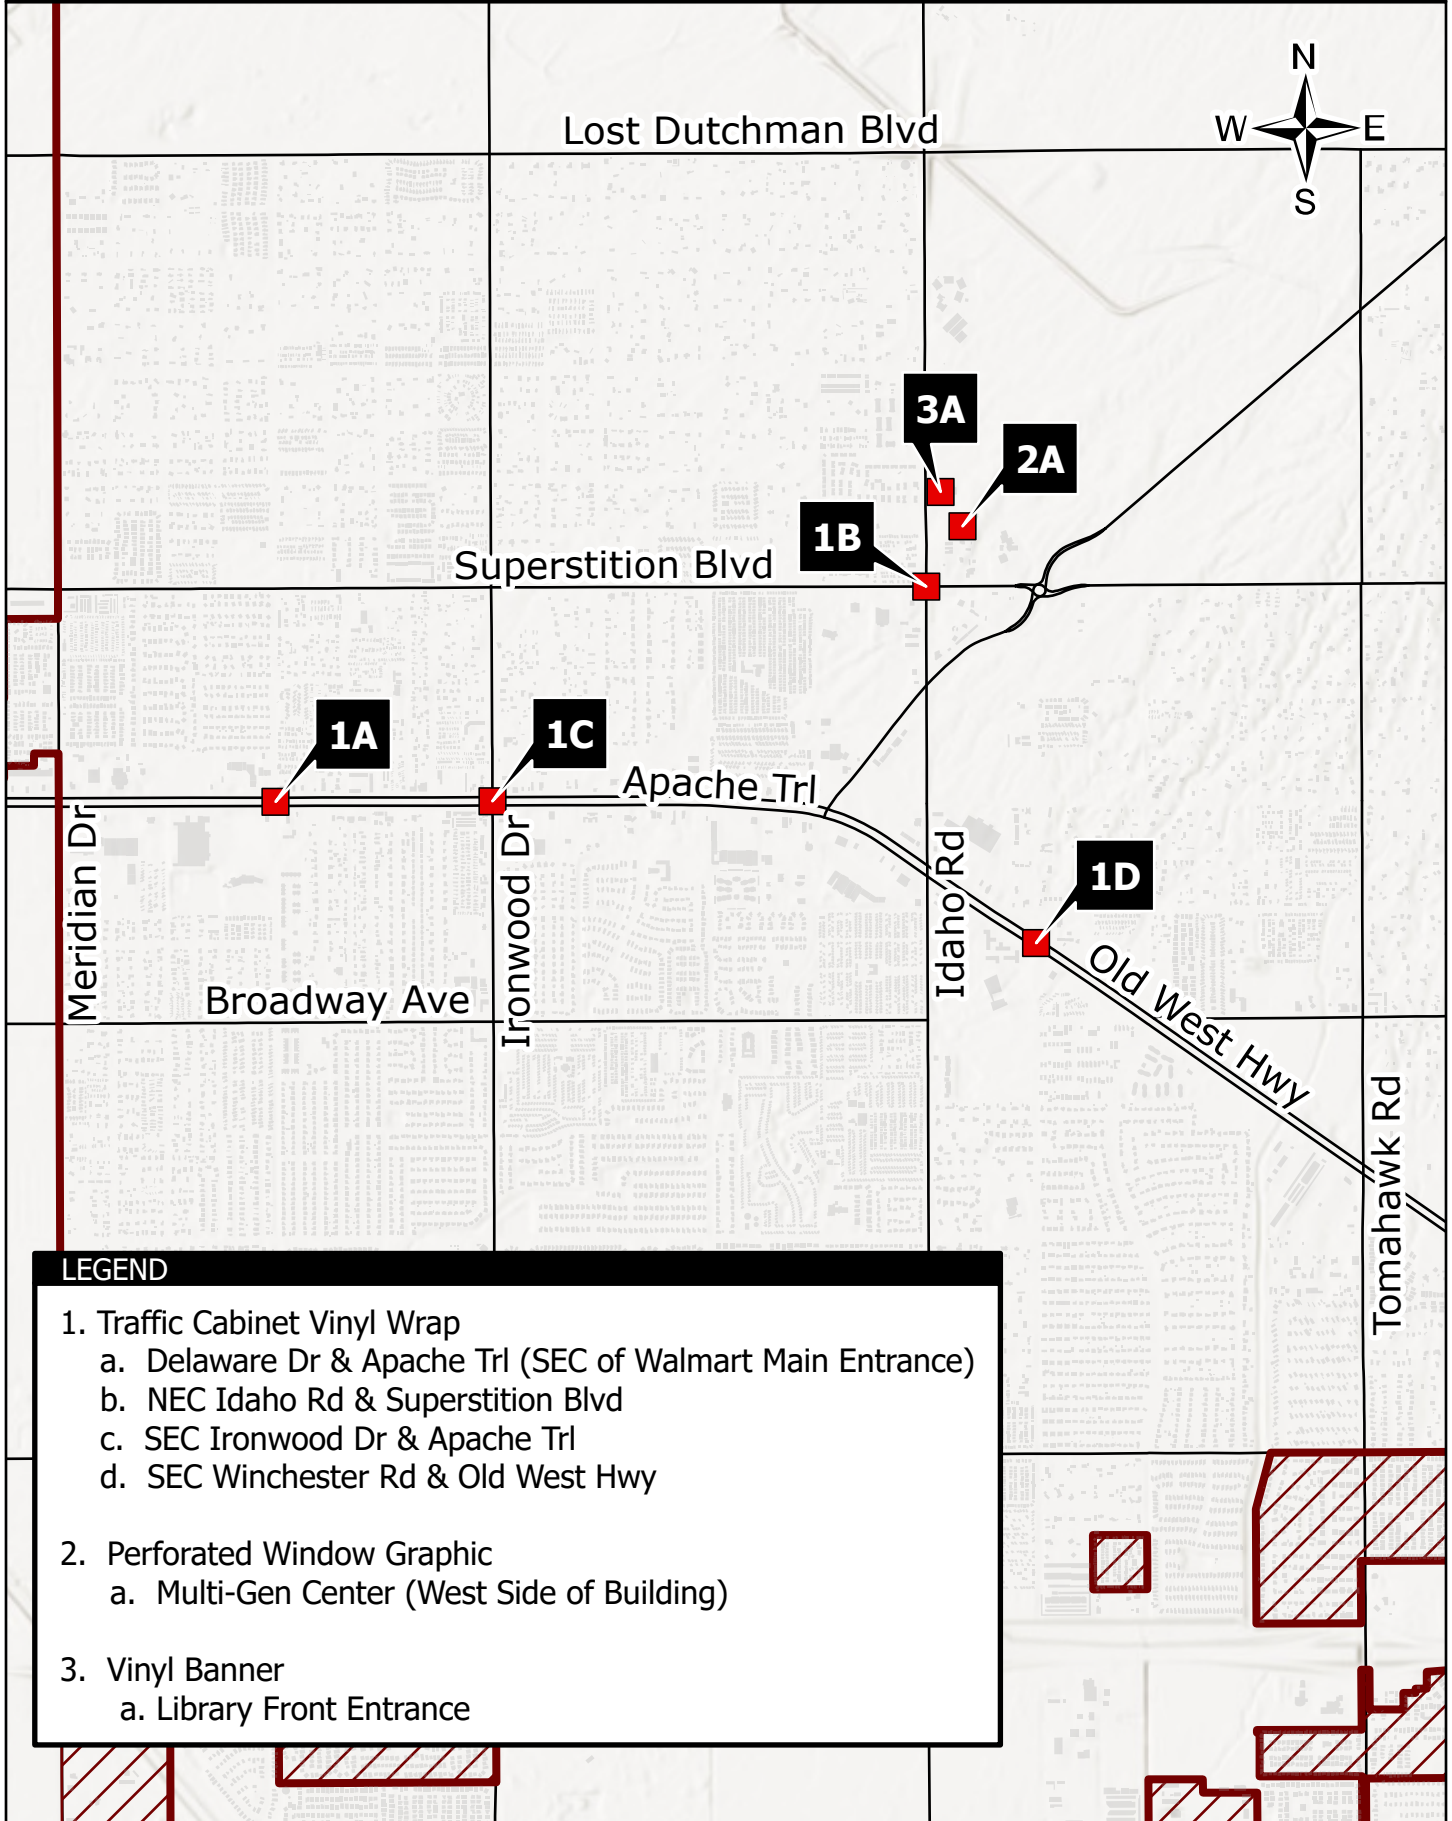 N
W E
S
Lost Dutchman Blvd
3A
2A
1B
Superstition Blvd
1A
1C
Apache Trl
Meridian Dr
Ironwood Dr
Idaho Rd
1D
Old West Hwy
Broadway Ave
Tomahawk Rd
LEGEND
1. Traffic Cabinet Vinyl Wrap
a. Delaware Dr & Apache Trl (SEC of Walmart Main Entrance)
b. NEC Idaho Rd & Superstition Blvd
c. SEC Ironwood Dr & Apache Trl
d. SEC Winchester Rd & Old West Hwy
2. Perforated Window Graphic
a. Multi-Gen Center (West Side of Building)
3. Vinyl Banner
a. Library Front Entrance